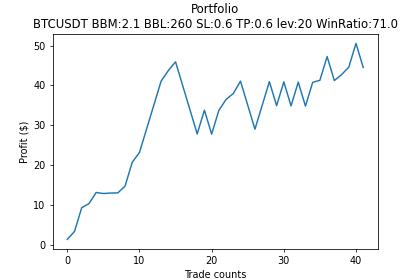 Portfolio
BTCUSDT BBM:2.1 BBL:260 SL:0.6 TP:0.6 lev:20 WinRatio:71.0
50
40
30
20
10
0
Profit ($)
0 10 20 30 40
Trade counts